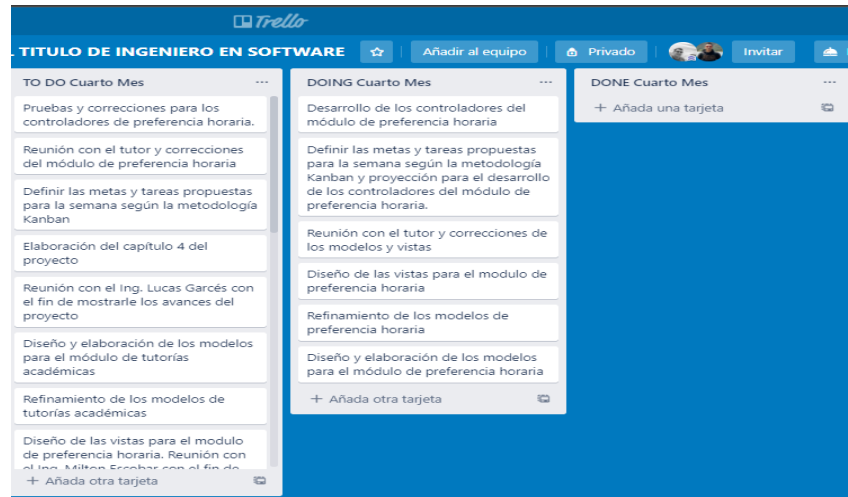 Trello
TITULO DE INGENIERO EN SOFTWARE
Añadir al equipo
Privado
Invitar
TO DO Cuarto Mes
Pruebas y correcciones para los
controladores de preferencia horaria.
Reunión con el tutor y correcciones
del módulo de preferencia horaria
Definir las metas y tareas propuestas
para la semana según la metodología
Kanban
Elaboración del capítulo 4 del
proyecto
Reunión con el Ing. Lucas Garcés con
el fin de mostrarle los avances del
proyecto
Diseño y elaboración de los modelos
para el módulo de tutorías
académicas
Refinamiento de los modelos de
tutorías académicas
Diseño de las vistas para el modulo
de preferencia horaria. Reunión con
el Ing. Milton Escobar con el fin de
+ Añada otra tarjeta
DOING Cuarto Mes
Desarrollo de los controladores del
módulo de preferencia horaria
Definir las metas y tareas propuestas
para la semana según la metodología
Kanban y proyección para el desarrollo
de los controladores del módulo de
preferencia horaria.
Reunión con el tutor y correcciones de
los modelos y vistas
Diseño de las vistas para el modulo de
preferencia horaria
Refinamiento de los modelos de
preferencia horaria
Diseño y elaboración de los modelos
para el módulo de preferencia horaria
+ Añada otra tarjeta
DONE Cuarto Mes
+ Añada una tarjeta